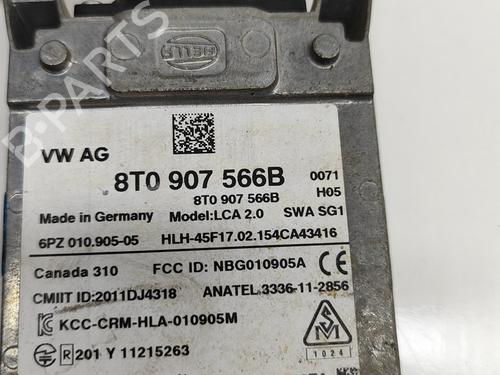 HELLA
B-PARTS
VW AG
8T0 907 566B 0071
8T0 907 566B H05
Made in Germany Model:LCA 2.0 SWA SG1
6PZ 010.905-05 HLH-45F17.02.154CA43416
Canada 310 FCC ID: NBG010905A CE
CMIIT ID:2011DJ4318 ANATEL 3336-11-2856
KCC-CRM-HLA-010905M
R 201 Y 11215263
1024